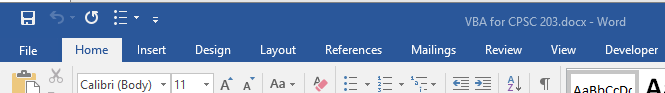 VBA for CPSC 203.docx - Word
File Home Insert Design Layout References Mailings Review View Developer
Calibri (Body) 11 A A Aa A A Z ¶ AaBbCcDc